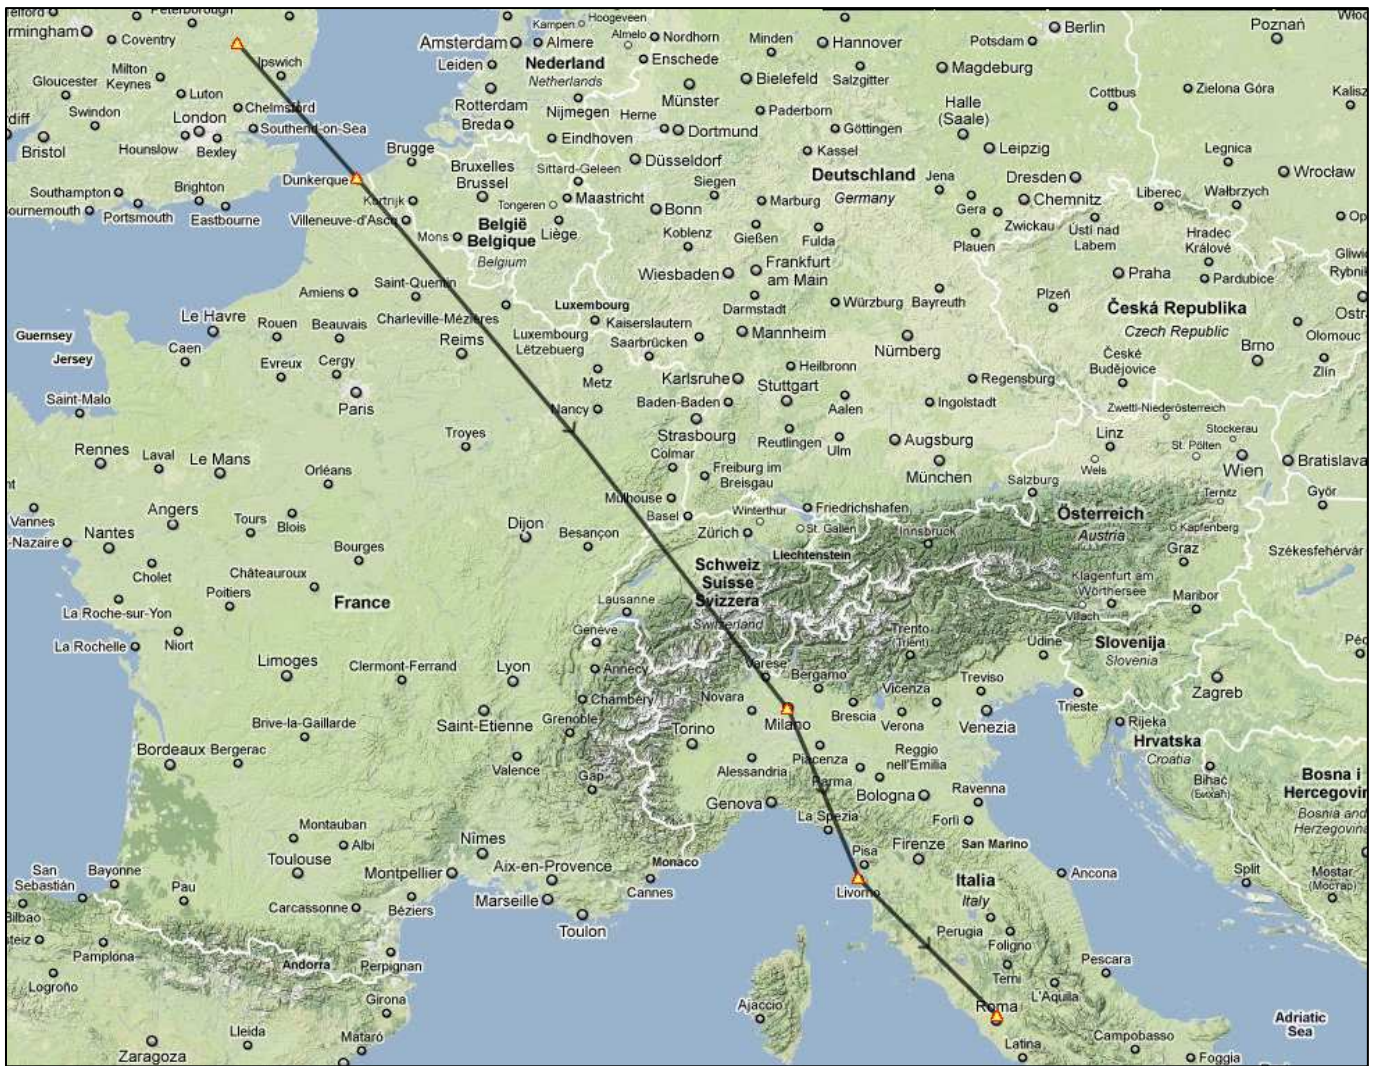 Peterborough
Coventry
Ipswich
Milton
Keynes
Gloucester
Luton
Swindon
Chelmsford
London
Southend-on-Sea
Bristol
Hounslow
Bexley
Southampton
Brighton
Portsmouth
Eastbourne
Dunkerque
Kampen
Hoogeveen
Almelo
Nordhorn
Amsterdam
Almere
Enschede
Leiden
Nederland
Netherlands
Rotterdam
Nijmegen
Breda
Eindhoven
Herne
Münster
Dortmund
Brugge
Bruxelles
Brussel
Sittard-Geleen
Düsseldorf
Kortrijk
Tongeren
Maastricht
Villeneuve-d'Ascq
België
Belgique
Belgium
Mons
Liège
Minden
Hannover
Bielefeld
Salzgitter
Paderborn
Göttingen
Kassel
Potsdam
Berlin
Magdeburg
Halle
(Saale)
Leipzig
Cottbus
Poznań
Zielona Góra
Kalisz
Legnica
Wrocław
Wałbrzych
Siegen
Deutschland
Germany
Bonn
Marburg
Koblenz
Gießen
Fulda
Jena
Gera
Dresden
Chemnitz
Zwickau
Plauen
Liberec
Ústí nad
Labem
Hradec
Králové
Wiesbaden
Frankfurt
am Main
Darmstadt
Würzburg
Bayreuth
Praha
Pardubice
Plzeň
Česká Republika
Czech Republic
Olomouc
Brno
Zlín
České
Budějovice
Amiens
Saint-Quentin
Charleville-Mézières
Luxembourg
Luxembourg
Lëtzebuerg
Kaiserslautern
Saarbrücken
Mannheim
Nürnberg
Heilbronn
Regensburg
Guernsey
Jersey
Le Havre
Rouen
Beauvais
Reims
Caen
Evreux
Cergy
Paris
Metz
Nancy
Karlsruhe
Stuttgart
Baden-Baden
Aalen
Ingolstadt
Saint-Malo
Troyes
Strasbourg
Reutlingen
Ulm
Augsburg
München
Zwettl-Niederösterreich
Stockerau
Linz
St. Pölten
Wels
Wien
Bratislava
Rennes
Laval
Le Mans
Orléans
Colmar
Freiburg im
Breisgau
Salzburg
Ternitz
Győr
Vannes
Angers
Tours
Blois
Mulhouse
Basel
Winterthur
Friedrichshafen
Zürich
St. Gallen
Innsbruck
Österreich
Austria
Kapfenberg
Graz
-Nazaire
Nantes
Dijon
Besançon
Bourges
Liechtenstein
Székesfehérvár
Cholet
Châteauroux
Poitiers
France
Schweiz
Suisse
Svizzera
Switzerland
Klagenfurt am
Wörthersee
Villach
Maribor
La Roche-sur-Yon
Niort
La Rochelle
Lausanne
Genève
Trento
(Trient)
Udine
Slovenija
Slovenia
Limoges
Clermont-Ferrand
Lyon
Annecy
Chambéry
Varese
Bergamo
Novara
Milano
Brescia
Vicenza
Verona
Treviso
Venezia
Trieste
Zagreb
Brive-la-Gaillarde
Saint-Etienne
Grenoble
Torino
Rijeka
Hrvatska
Croatia
Bordeaux
Bergerac
Valence
Gap
Alessandria
Piacenza
Parma
Reggio
nell'Emilia
Bologna
Ravenna
Bihać
(Бихаћ)
Genova
La Spezia
Forlì
Montauban
Albi
Toulouse
Nîmes
Montpellier
Aix-en-Provence
Monaco
Pisa
Firenze
San Marino
San
Sebastián
Bayonne
Pau
Carcassonne
Béziers
Marseille
Toulon
Cannes
Livorno
Italia
Italy
Ancona
Split
Mostar
(Мостар)
Bilbao
Pamplona
Logroño
Andorra
Perpignan
Perugia
Foligno
Terni
Pescara
L'Aquila
Girona
Ajaccio
Roma
Adriatic
Sea
Zaragoza
Lleida
Mataró
Latina
Campobasso
Foggia